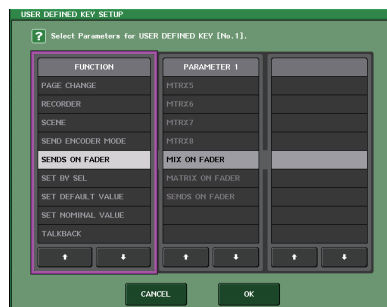 USER DEFINED KEY SETUP
? Select Parameters for USER DEFINED KEY [No.1].
FUNCTION
PAGE CHANGE
RECORDER
SCENE
SEND ENCODER MODE
SENDS ON FADER
SET BY SEL
SET DEFAULT VALUE
SET NOMINAL VALUE
TALKBACK
PARAMETER 1
MTRX5
MTRX6
MTRX7
MTRX8
MIX ON FADER
MATRIX ON FADER
SENDS ON FADER
CANCEL
OK